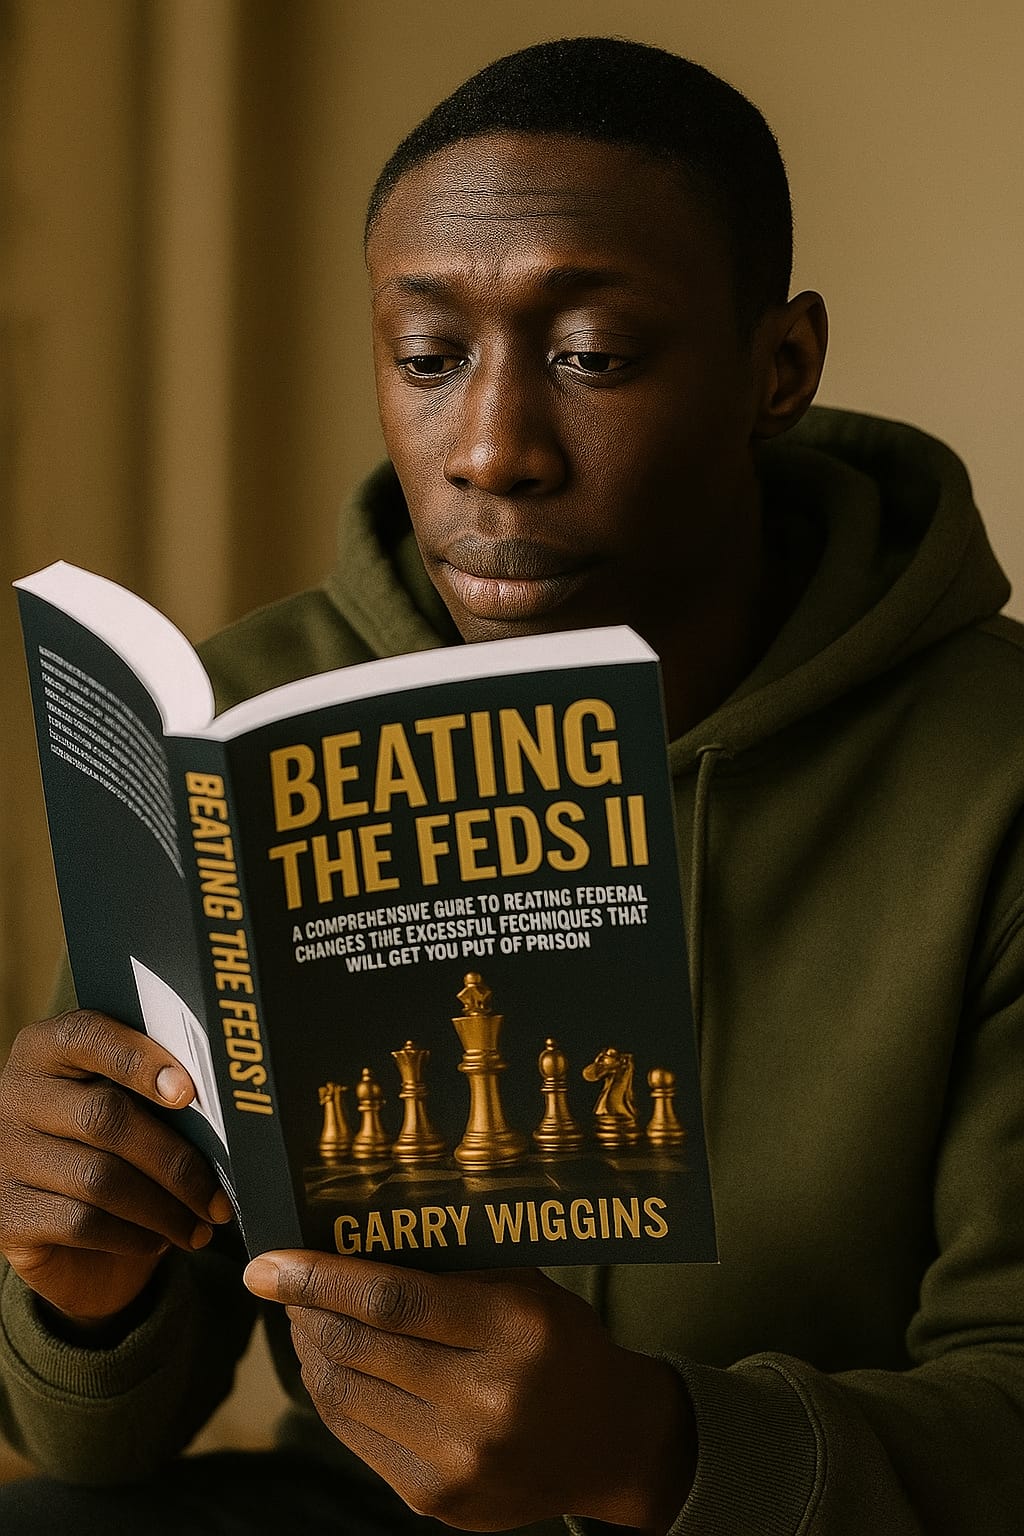 BEATING
THE FEDS II
A COMPREHENSIVE GURE TO REATING FEDERAL
CHANGES THE EXCESSFUL FECHNIQUES THAT
WILL GET YOU PUT OF PRISON
GARRY WIGGINS
BEATING THE FEDS II